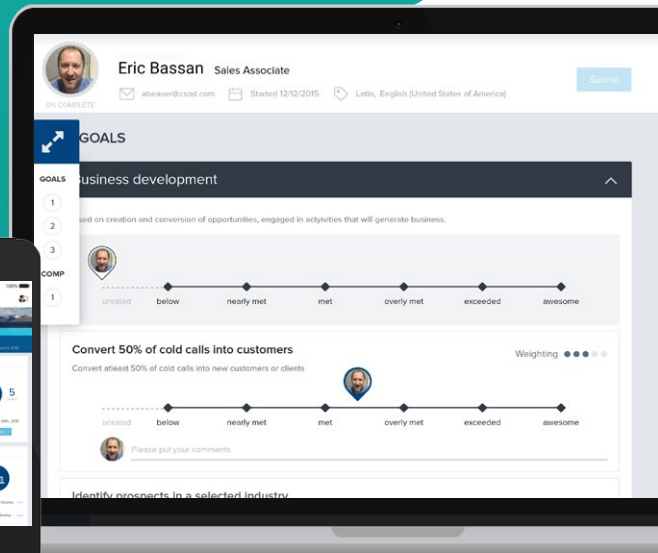 Eric Bassan Sales Associate
abeaver@csod.com Started 12/12/2015 Latin, English (United States of America)
Submit
0% COMPLETE
GOALS
GOALS
1
2
3
COMP
1
Business development
sed on creation and conversion of opportunities, engaged in actyivities that will generate business.
unrated below nearly met met overly met exceeded awesome
Convert 50% of cold calls into customers
Weighting
Convert atleast 50% of cold calls into new customers or clients
unrated below nearly met met overly met exceeded awesome
Please put your comments
Identify prospects in a selected industry
100%
5